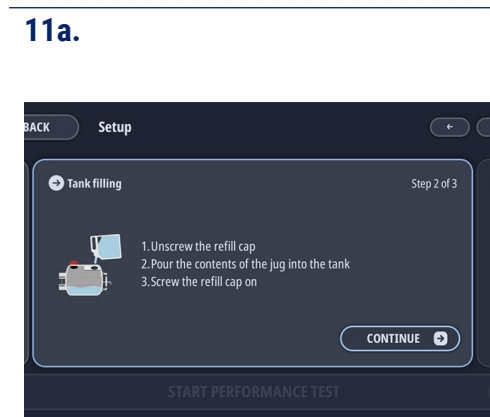 11a.
BACK Setup
Tank filling Step 2 of 3
1.Unscrew the refill cap
2.Pour the contents of the jug into the tank
3.Screw the refill cap on
CONTINUE
START PERFORMANCE TEST